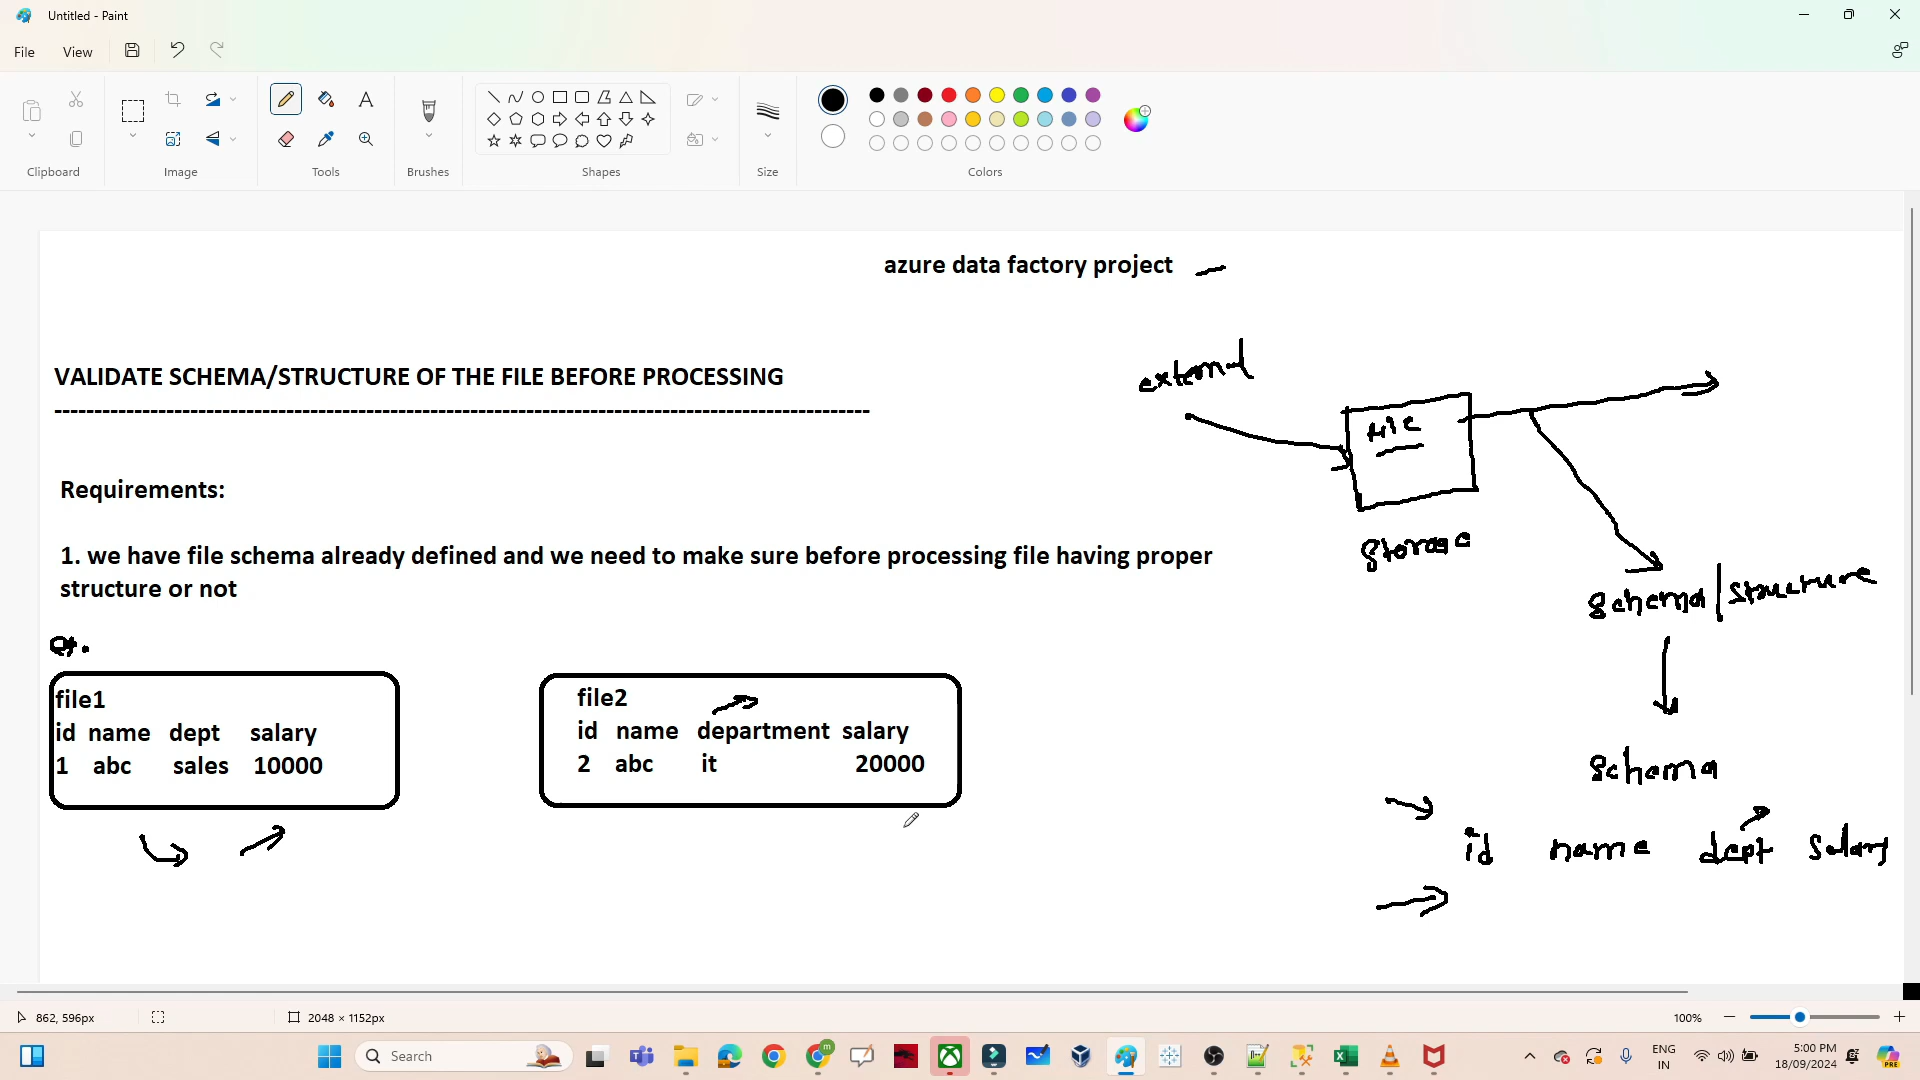 Untitled - Paint
File
View
Clipboard
Image
Tools
Brushes
Shapes
Size
Colors
azure data factory project
VALIDATE SCHEMA/STRUCTURE OF THE FILE BEFORE PROCESSING
Requirements:
1. we have file schema already defined and we need to make sure before processing file having proper
structure or not
file1
id name dept salary
1 abc sales 10000
file2
id name department salary
2 abc it 20000
external
file
storage
schema/structure
schema
id name dept salary
862, 596px
2048 × 1152px
100%
Search
ENG
IN
5:00 PM
18/09/2024
PRE